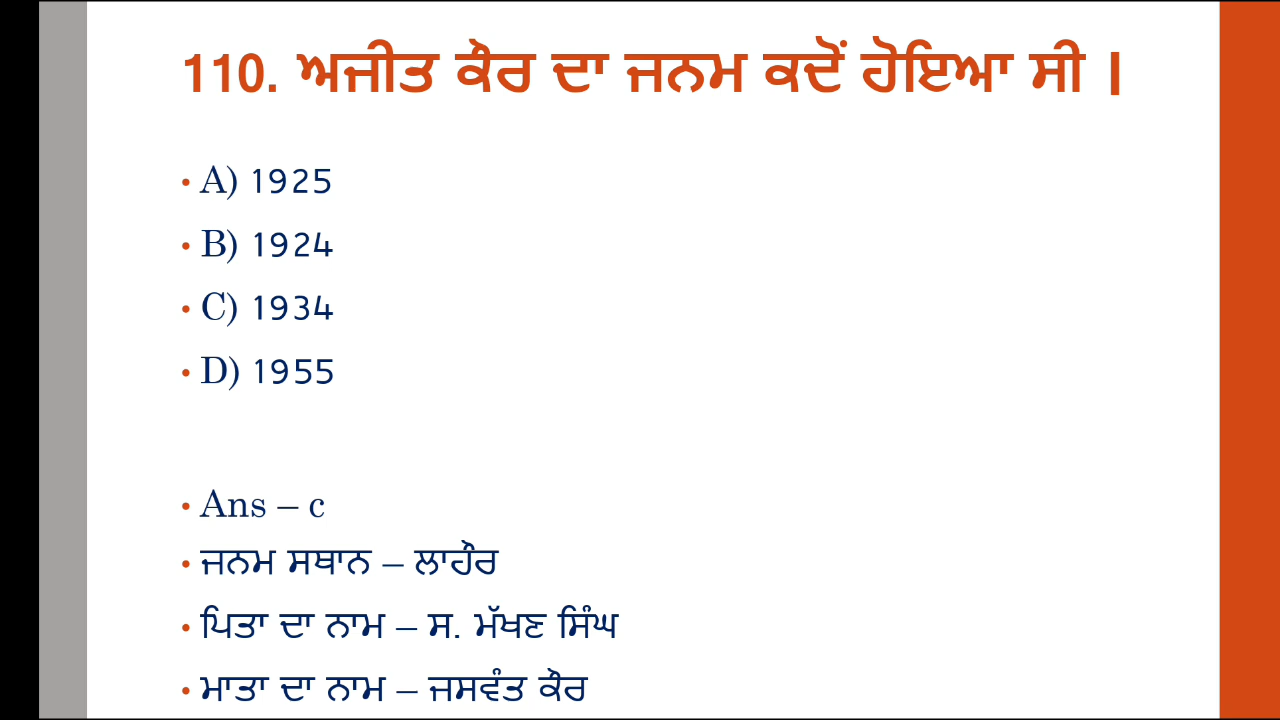 110. ਅਜੀਤ ਕੌਰ ਦਾ ਜਨਮ ਕਦੋਂ ਹੋਇਆ ਸੀ ।
• A) 1925
• B) 1924
• C) 1934
• D) 1955
• Ans – c
• ਜਨਮ ਸਥਾਨ – ਲਾਹੌਰ
• ਪਿਤਾ ਦਾ ਨਾਮ – ਸ. ਮੱਖਣ ਸਿੰਘ
• ਮਾਤਾ ਦਾ ਨਾਮ – ਜਸਵੰਤ ਕੌਰ